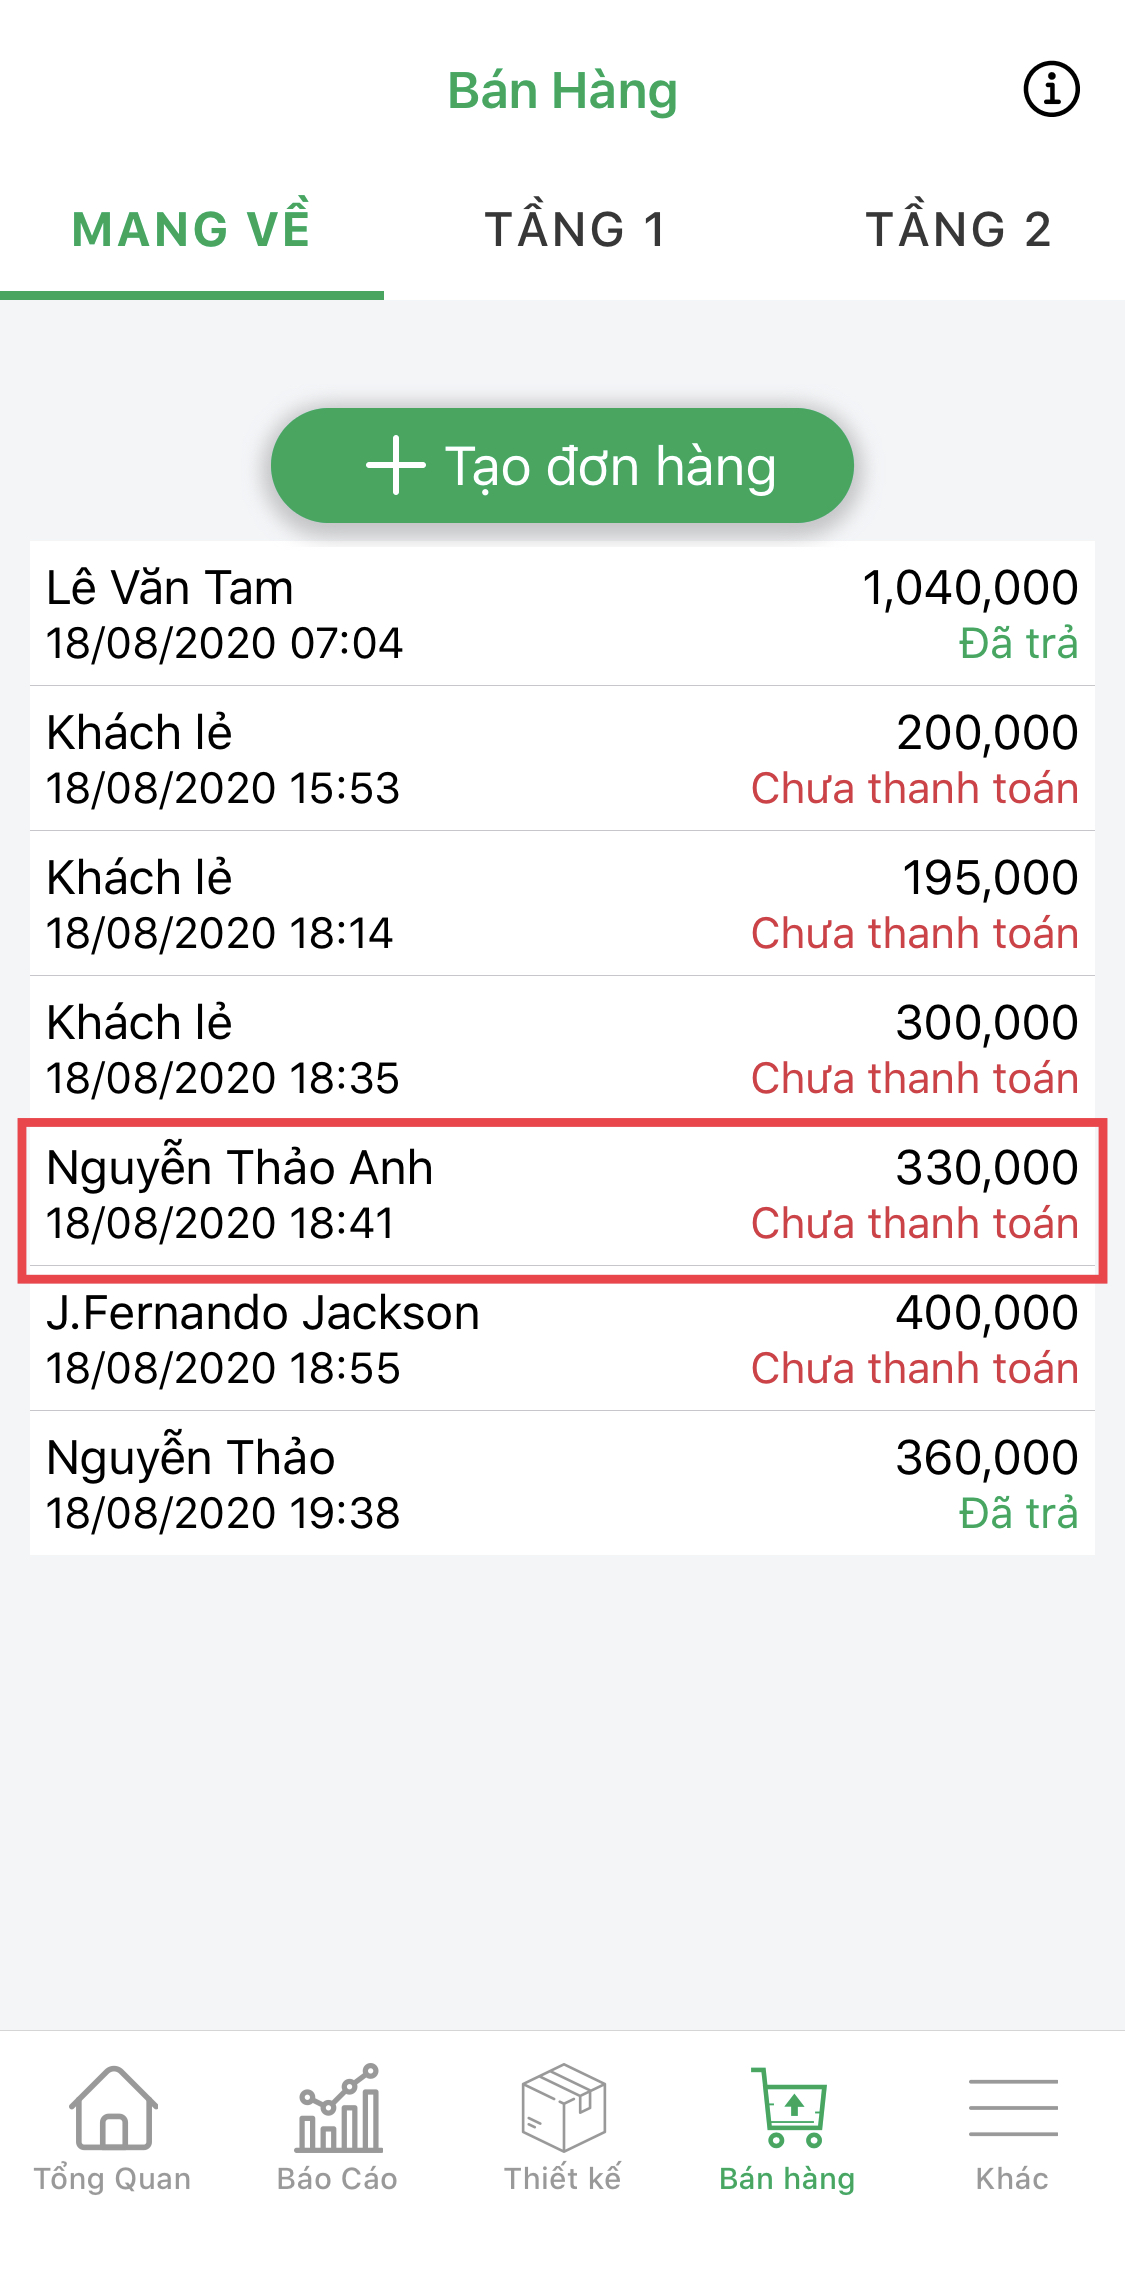 Bán Hàng
MANG VỀ TẦNG 1 TẦNG 2
Tạo đơn hàng
Lê Văn Tam 1,040,000
18/08/2020 07:04 Đã trả
Khách lẻ 200,000
18/08/2020 15:53 Chưa thanh toán
Khách lẻ 195,000
18/08/2020 18:14 Chưa thanh toán
Khách lẻ 300,000
18/08/2020 18:35 Chưa thanh toán
Nguyễn Thảo Anh 330,000
18/08/2020 18:41 Chưa thanh toán
J.Fernando Jackson 400,000
18/08/2020 18:55 Chưa thanh toán
Nguyễn Thảo 360,000
18/08/2020 19:38 Đã trả
Tổng Quan Báo Cáo Thiết kế Bán hàng Khác